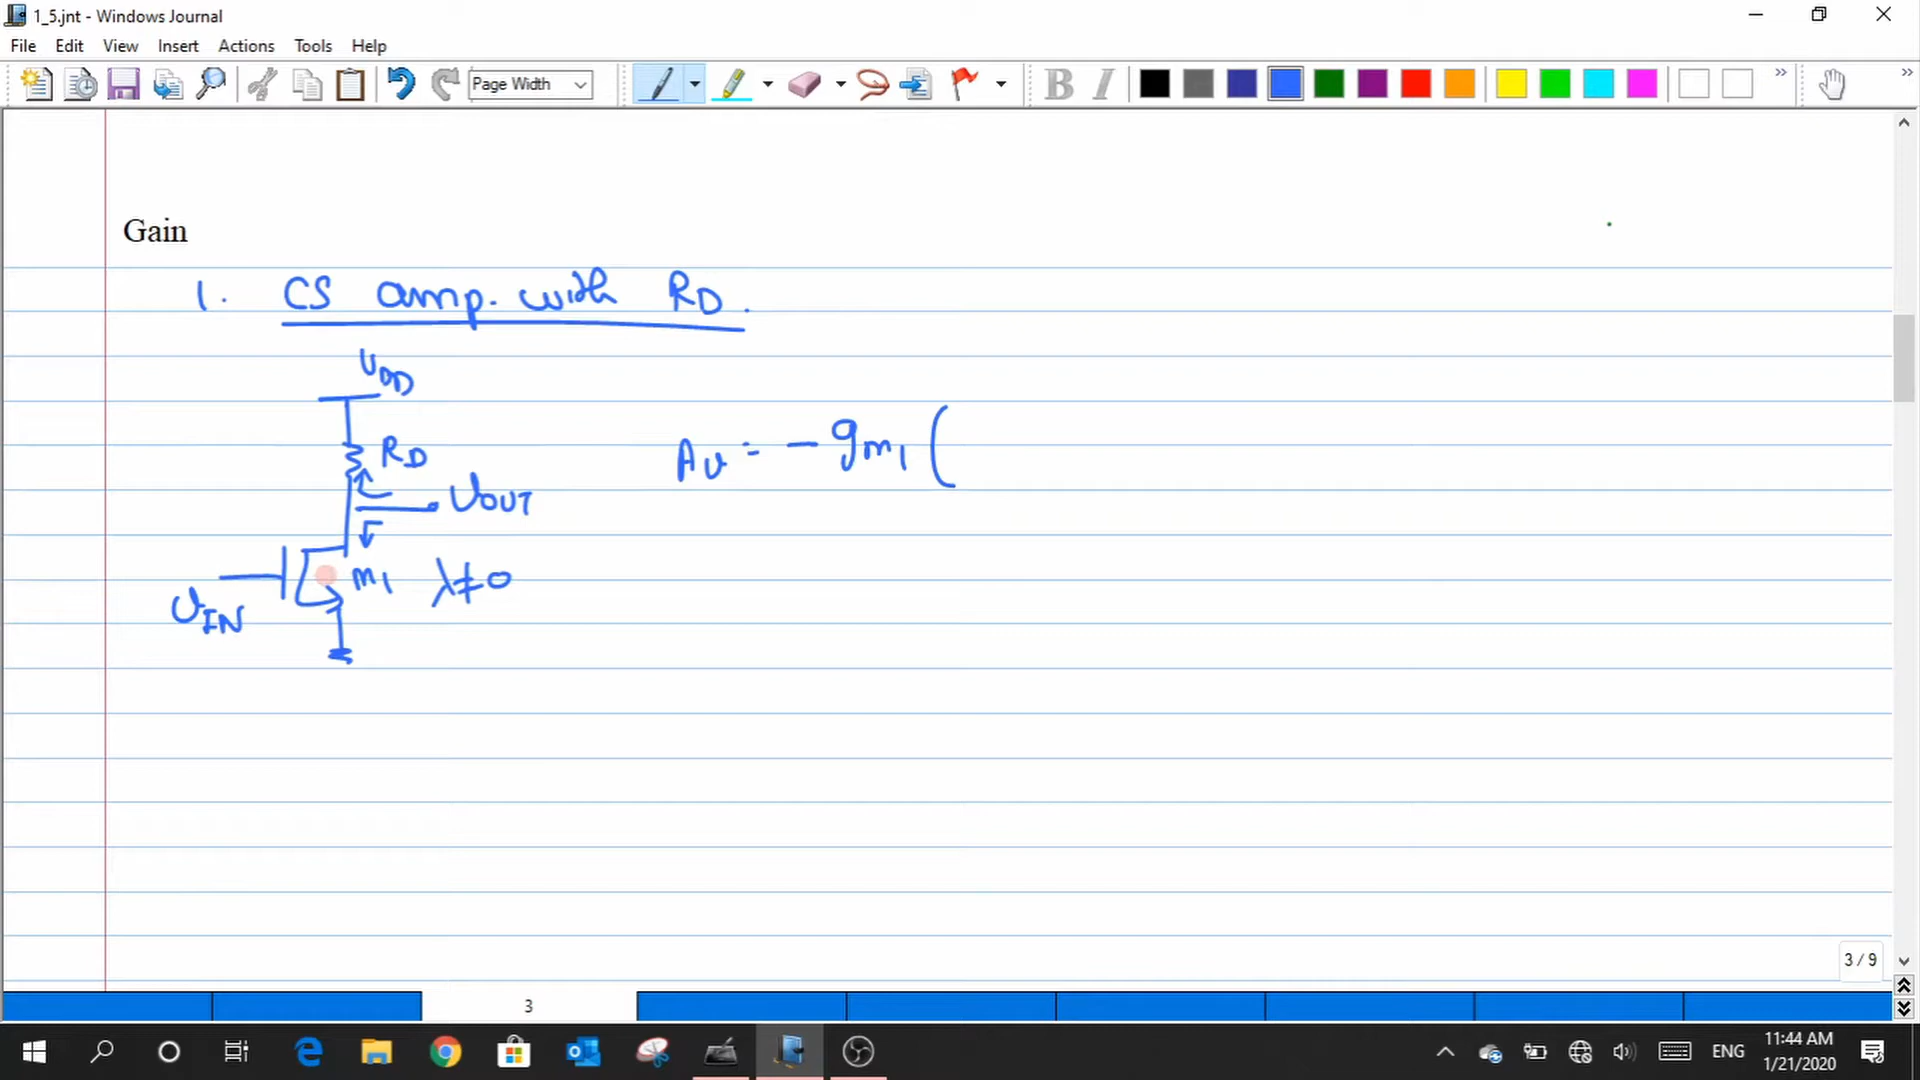 1_5.jnt - Windows Journal
File Edit View Insert Actions Tools Help
Page Width
B I
Gain
1. CS amp. with RD.
VDD
RD
VOUT
AV = - gm1 (
M1 λ≠0
VIN
3 / 9
3
ENG
11:44 AM
1/21/2020